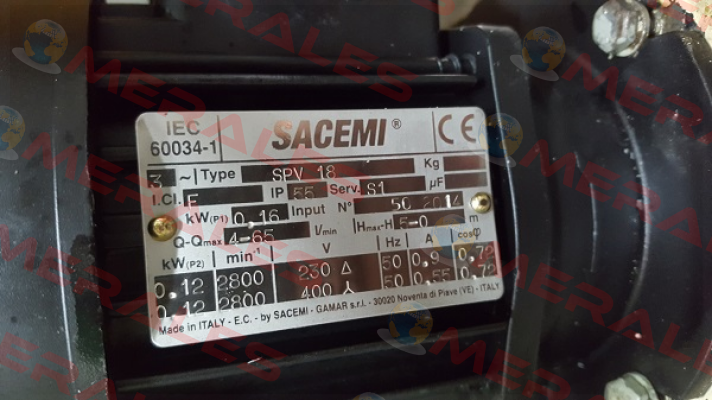 IEC
60034-1
SACEMI ®
CE
3 ~ Type SPV 18 Kg
I.Cl. F IP 55 Serv. S1 µF
kW(P1) 0,16 Input N° 50 2014
Q-Qmax 4-65 l/min Hmax-H 5-0 m
kW(P2) min⁻¹ V Hz A cosφ
0,12 2800 230 Δ 50 0,9 0,72
0,12 2800 400 Y 50 0,55 0,72
Made in ITALY - E.C. - by SACEMI - GAMAR s.r.l. - 30020 Noventa di Piave (VE) - ITALY
MERALES